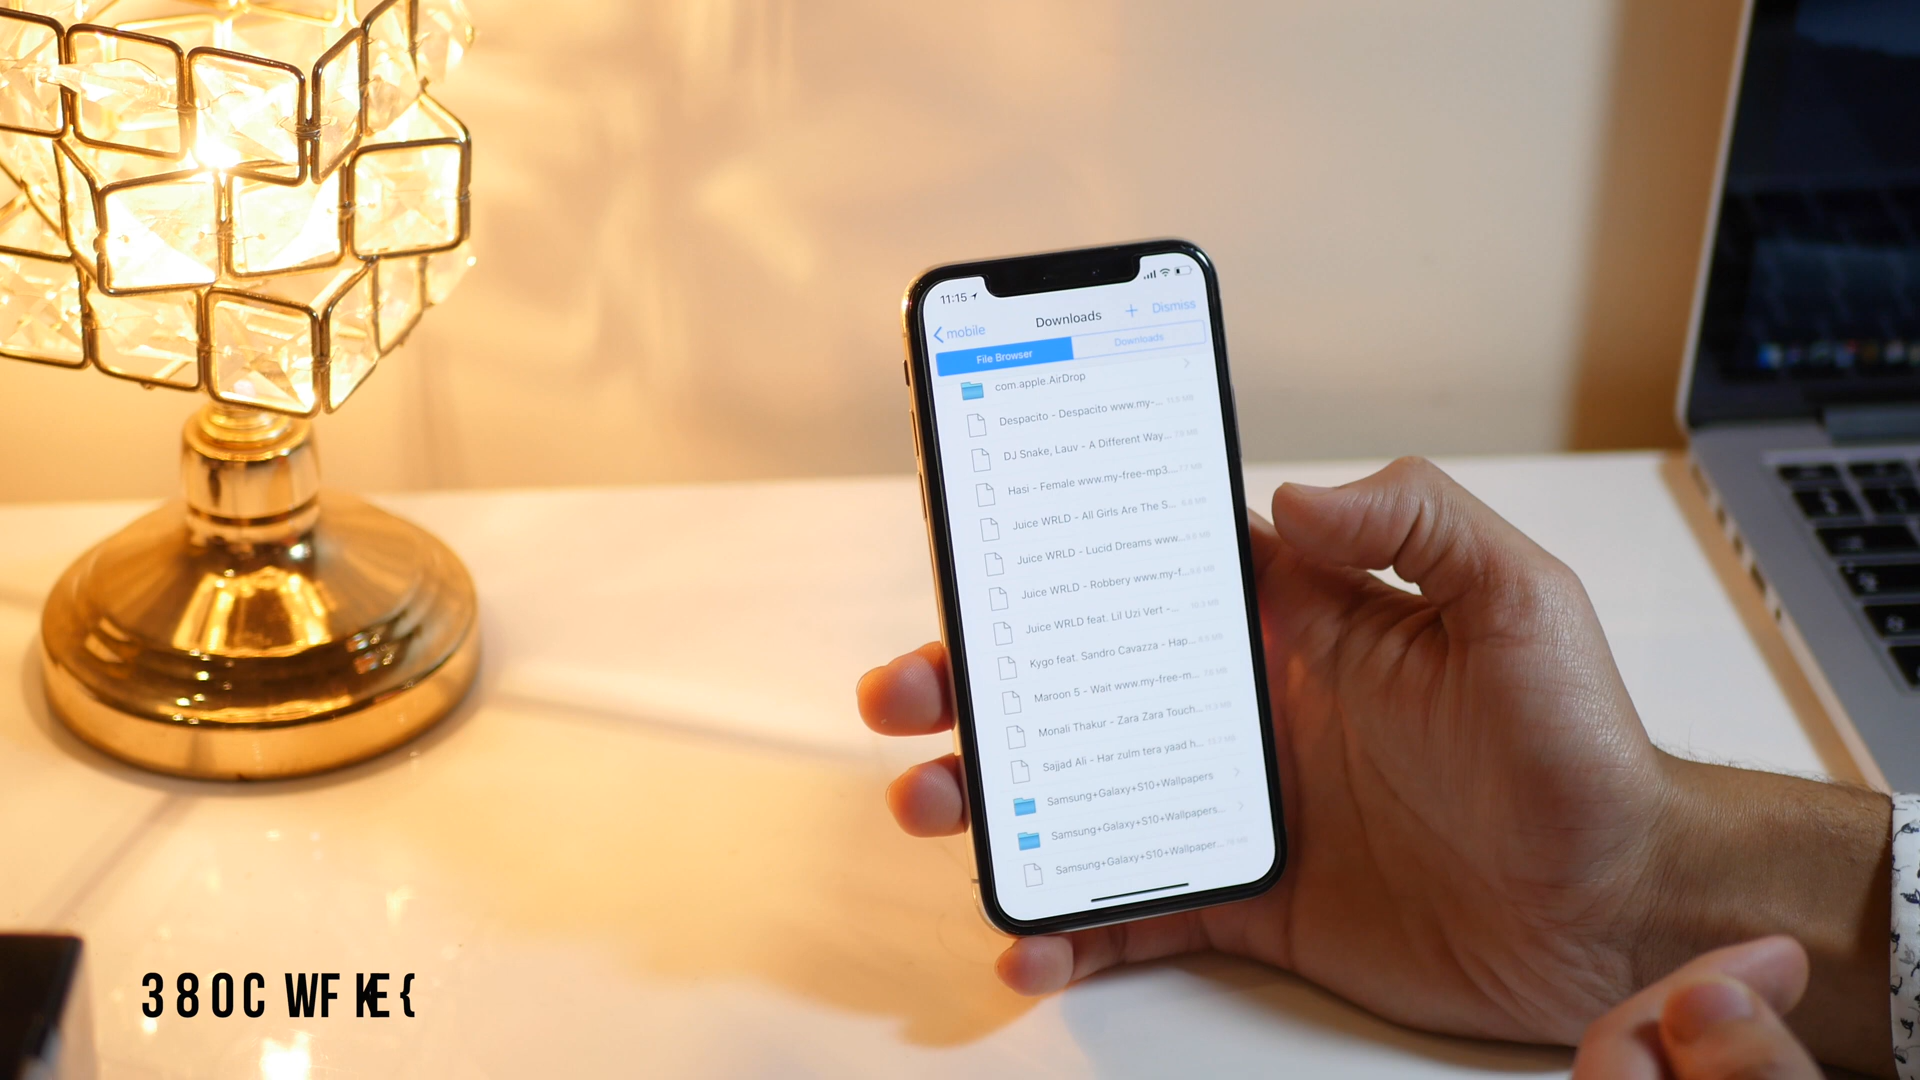 11:15
mobile
Downloads
+ Dismiss
File Browser
Downloads
com.apple.AirDrop
Despacito - Despacito www.my-... 11.5 MB
DJ Snake, Lauv - A Different Way...
Hasi - Female www.my-free-mp3....
Juice WRLD - All Girls Are The S...
Juice WRLD - Lucid Dreams www...
Juice WRLD - Robbery www.my-f...
Juice WRLD feat. Lil Uzi Vert -...
Kygo feat. Sandro Cavazza - Hap...
Maroon 5 - Wait www.my-free-m...
Monali Thakur - Zara Zara Touch...
Sajjad Ali - Har zulm tera yaad h...
Samsung+Galaxy+S10+Wallpapers
Samsung+Galaxy+S10+Wallpapers...
Samsung+Galaxy+S10+Wallpaper...
380C WF KE{